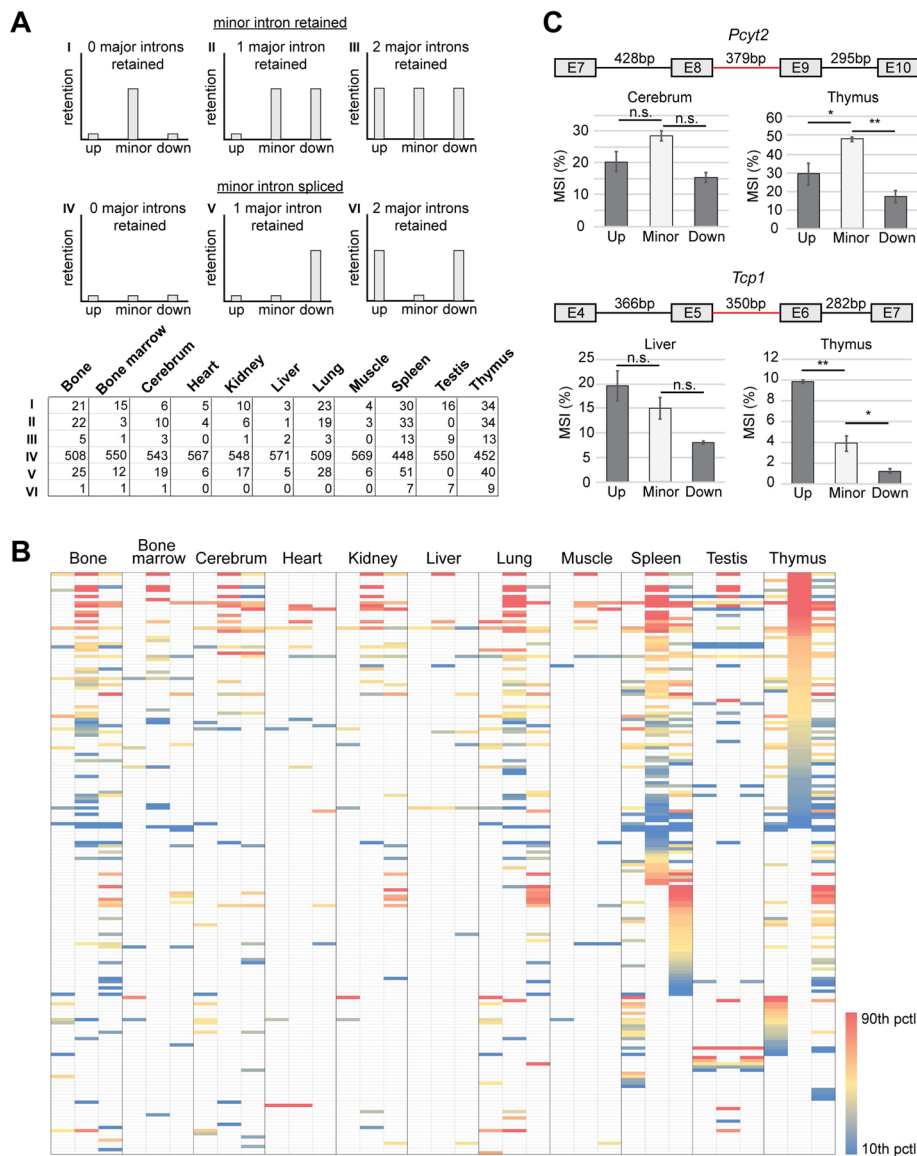 A
minor intron retained
I
0 major introns
retained
II
1 major intron
retained
III
2 major introns
retained
retention
retention
retention
up minor down
up minor down
up minor down
minor intron spliced
IV
0 major introns
retained
V
1 major intron
retained
VI
2 major introns
retained
retention
retention
retention
up minor down
up minor down
up minor down
Bone Bone marrow Cerebrum Heart Kidney Liver Lung Muscle Spleen Testis Thymus
I 21 15 6 5 10 3 23 4 30 16 34
II 22 3 10 4 6 1 19 3 33 0 34
III 5 1 3 0 1 2 3 0 13 9 13
IV 508 550 543 567 548 571 509 569 448 550 452
V 25 12 19 6 17 5 28 6 51 0 40
VI 1 1 1 0 0 0 0 0 7 7 9
C
Pcyt2
428bp 379bp 295bp
E7 E8 E9 E10
Cerebrum
n.s.
n.s.
MSI (%)
30
20
10
0
Up Minor Down
Thymus
*
**
MSI (%)
60
50
40
30
20
10
0
Up Minor Down
Tcp1
366bp 350bp 282bp
E4 E5 E6 E7
Liver
n.s.
n.s.
MSI (%)
25
20
15
10
5
0
Up Minor Down
Thymus
**
*
MSI (%)
12
10
8
6
4
2
0
Up Minor Down
B
Bone
Bone
marrow
Cerebrum
Heart
Kidney
Liver
Lung
Muscle
Spleen
Testis
Thymus
90th pctl
10th pctl